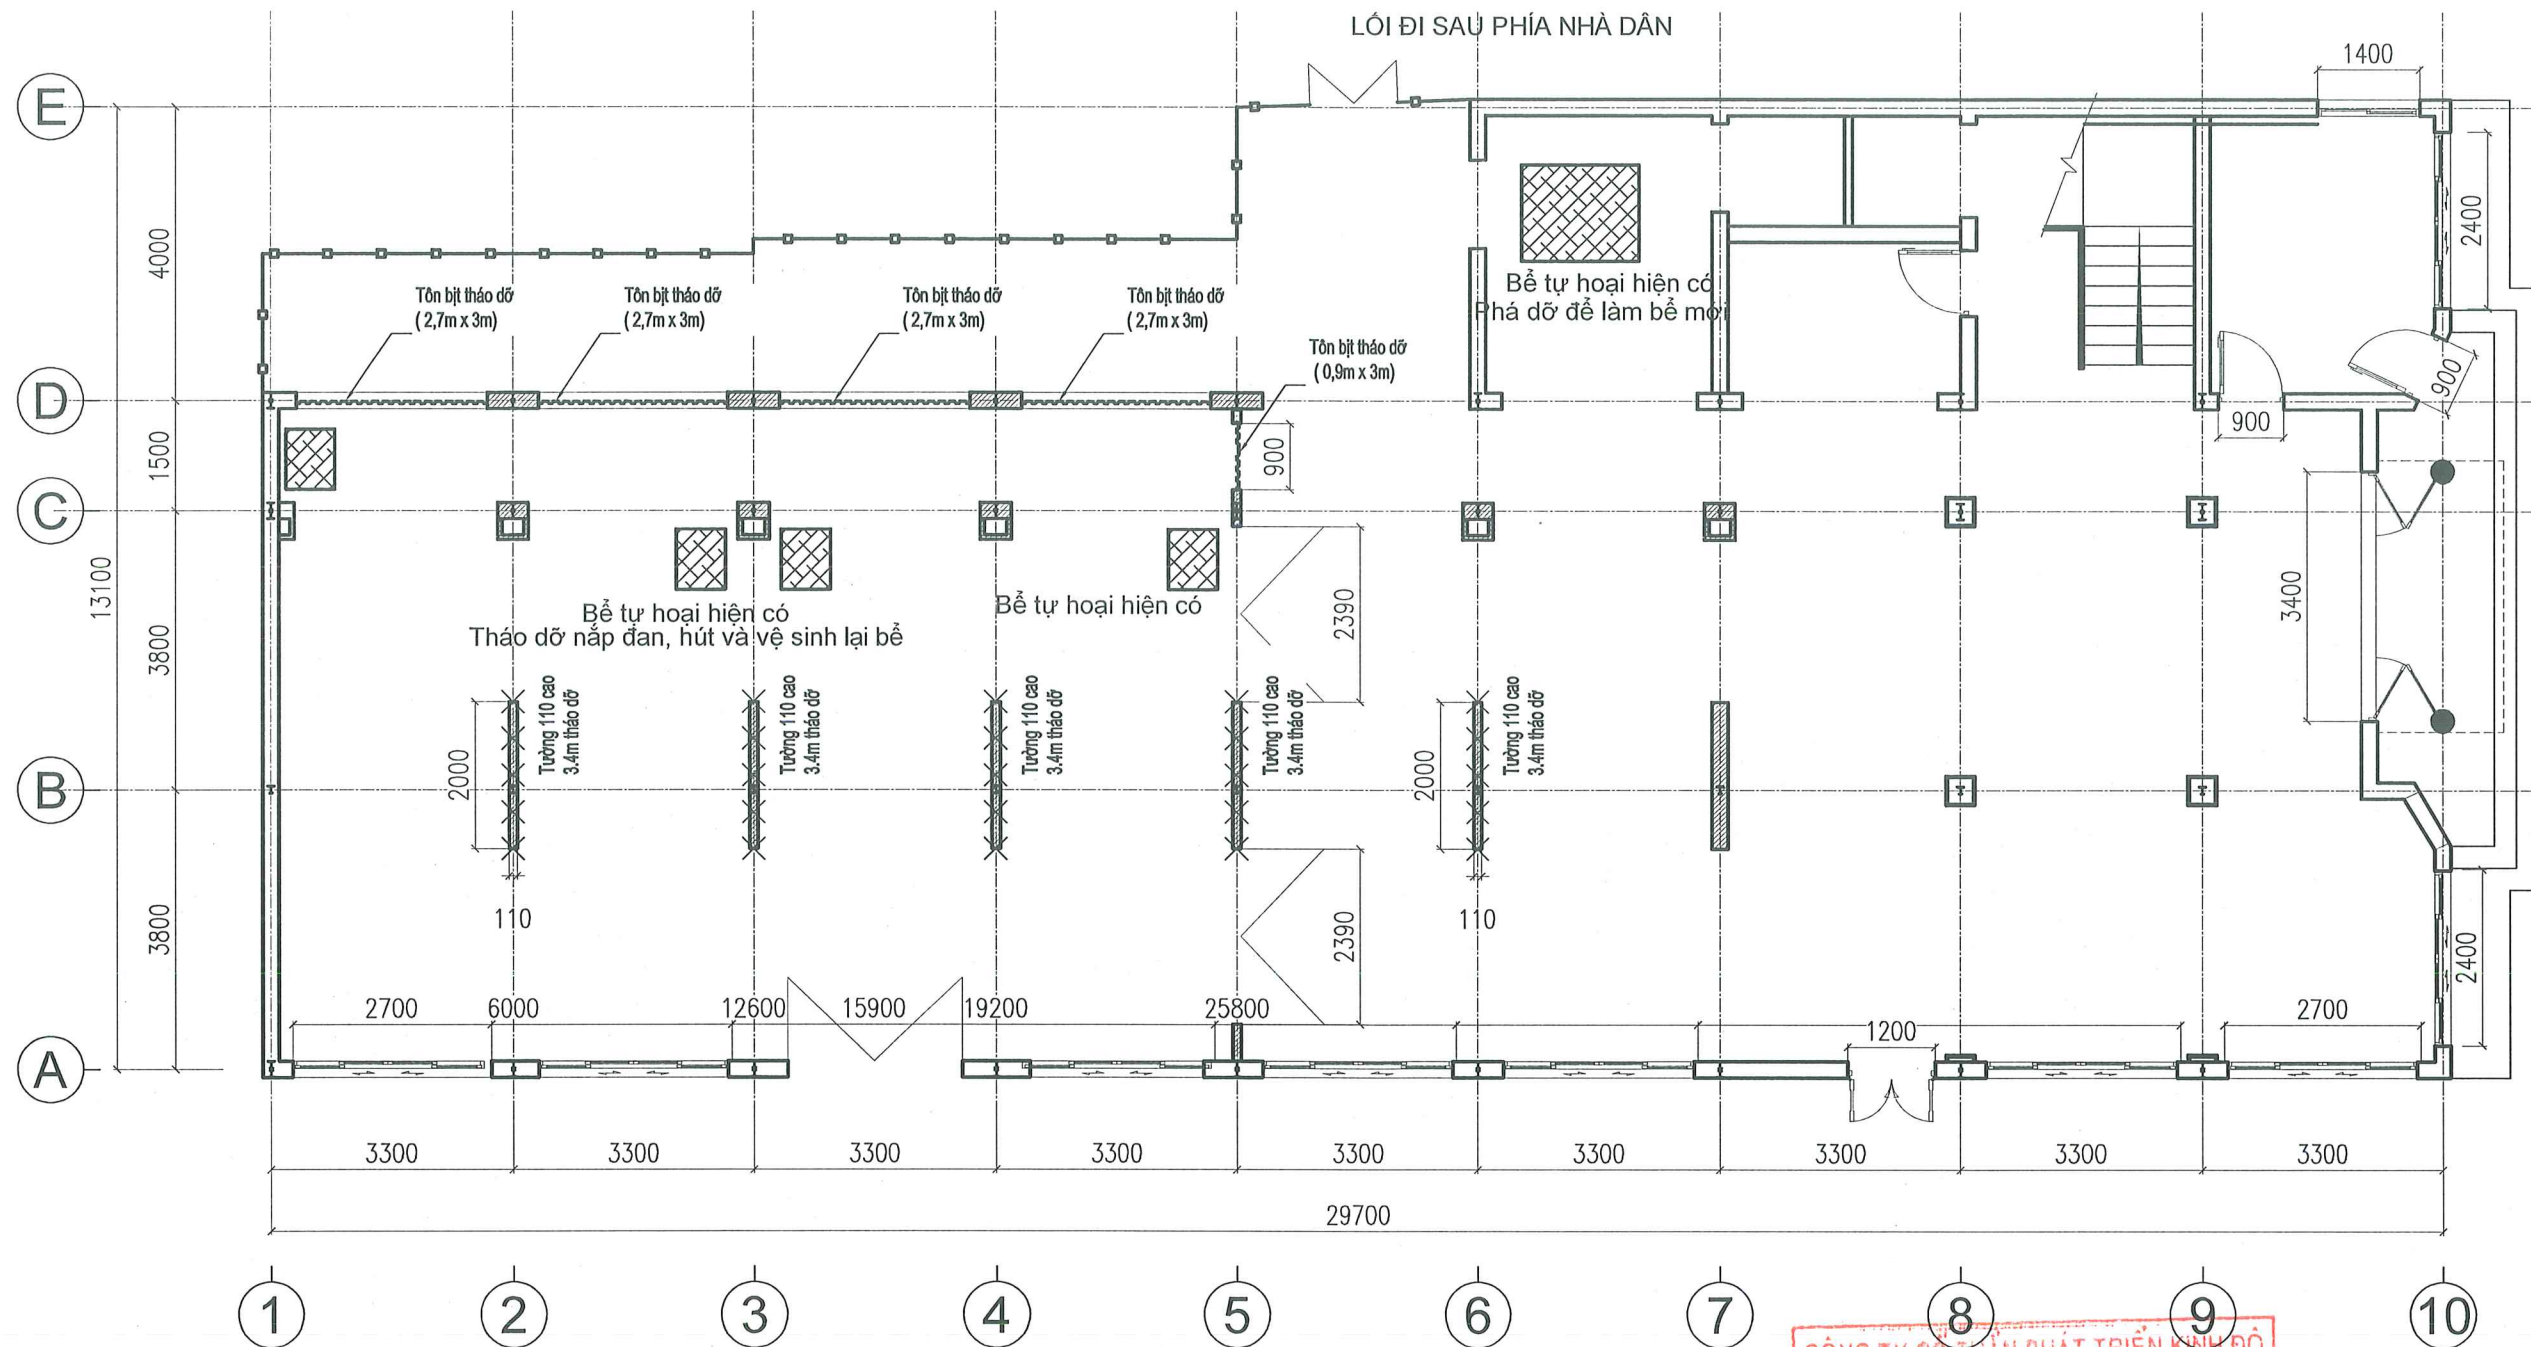 LỐI ĐI SAU PHÍA NHÀ DÂN
1400
E
4000
2400
Bể tự hoại hiện có
Phá dỡ để làm bể mới
Tôn bịt tháo dỡ
( 2,7m x 3m)
Tôn bịt tháo dỡ
( 2,7m x 3m)
Tôn bịt tháo dỡ
( 2,7m x 3m)
Tôn bịt tháo dỡ
( 2,7m x 3m)
Tôn bịt tháo dỡ
( 0,9m x 3m)
D
900
900
1500
900
C
13100
3800
Bể tự hoại hiện có
Tháo dỡ nắp đan, hút và vệ sinh lại bể
Bể tự hoại hiện có
2390
3400
Tường 110 cao
3.4m tháo dỡ
Tường 110 cao
3.4m tháo dỡ
Tường 110 cao
3.4m tháo dỡ
Tường 110 cao
3.4m tháo dỡ
Tường 110 cao
3.4m tháo dỡ
2000
2000
B
110
110
3800
2390
2400
2700
6000
12600
15900
19200
25800
1200
2700
A
3300
3300
3300
3300
3300
3300
3300
3300
3300
29700
1
2
3
4
5
6
7
8
9
10
CÔNG TY CỔ PHẦN PHÁT TRIỂN KINH ĐÔ